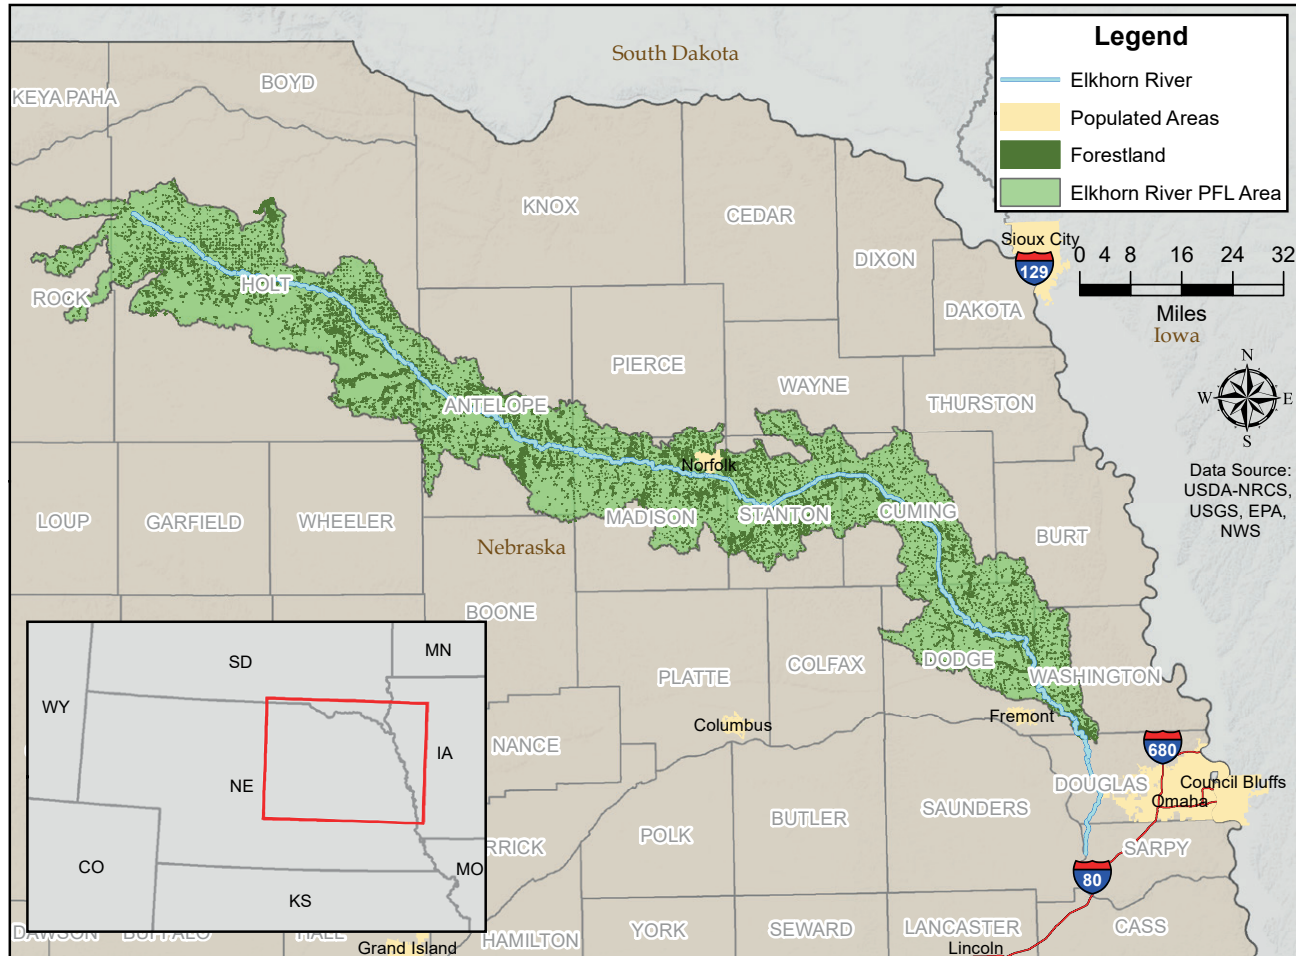 South Dakota
Legend
Elkhorn River
Populated Areas
Forestland
Elkhorn River PFL Area
KEYA PAHA
BOYD
KNOX
CEDAR
DIXON
Sioux City
129
0 4 8 16 24 32
Miles
Iowa
DAKOTA
HOLT
ROCK
PIERCE
WAYNE
THURSTON
N
W E
S
ANTELOPE
Norfolk
Data Source:
USDA-NRCS,
USGS, EPA,
NWS
LOUP
GARFIELD
WHEELER
MADISON
STANTON
CUMING
BURT
Nebraska
BOONE
PLATTE
COLFAX
DODGE
WASHINGTON
Columbus
Fremont
NANCE
680
DOUGLAS
Council Bluffs
Omaha
SAUNDERS
BUTLER
POLK
RRICK
SARPY
80
YORK
SEWARD
LANCASTER
CASS
Lincoln
HAMILTON
Grand Island
SD
MN
WY
IA
NE
CO
KS
MO
DAWSON
BUFFALO
HALL